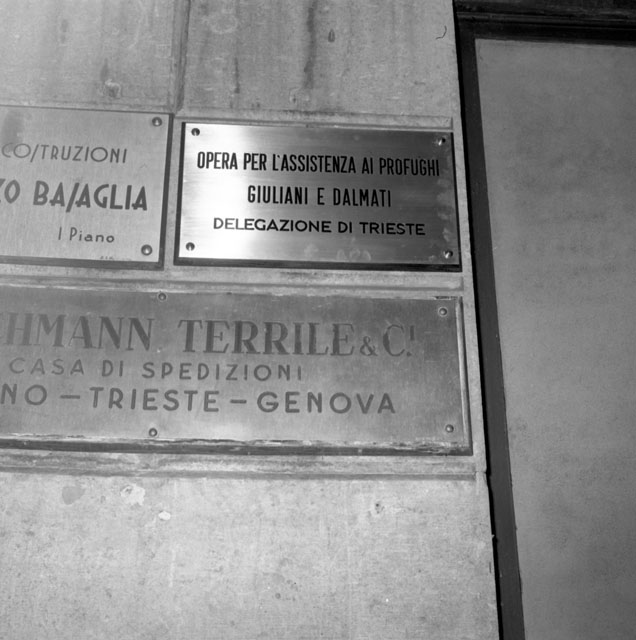 CO/TRUZIONI
ZO BA/AGLIA
I Piano
OPERA PER L'ASSISTENZA AI PROFUGHI
GIULIANI E DALMATI
DELEGAZIONE DI TRIESTE
HMANN TERRILE & C!
CASA DI SPEDIZIONI
NO – TRIESTE – GENOVA